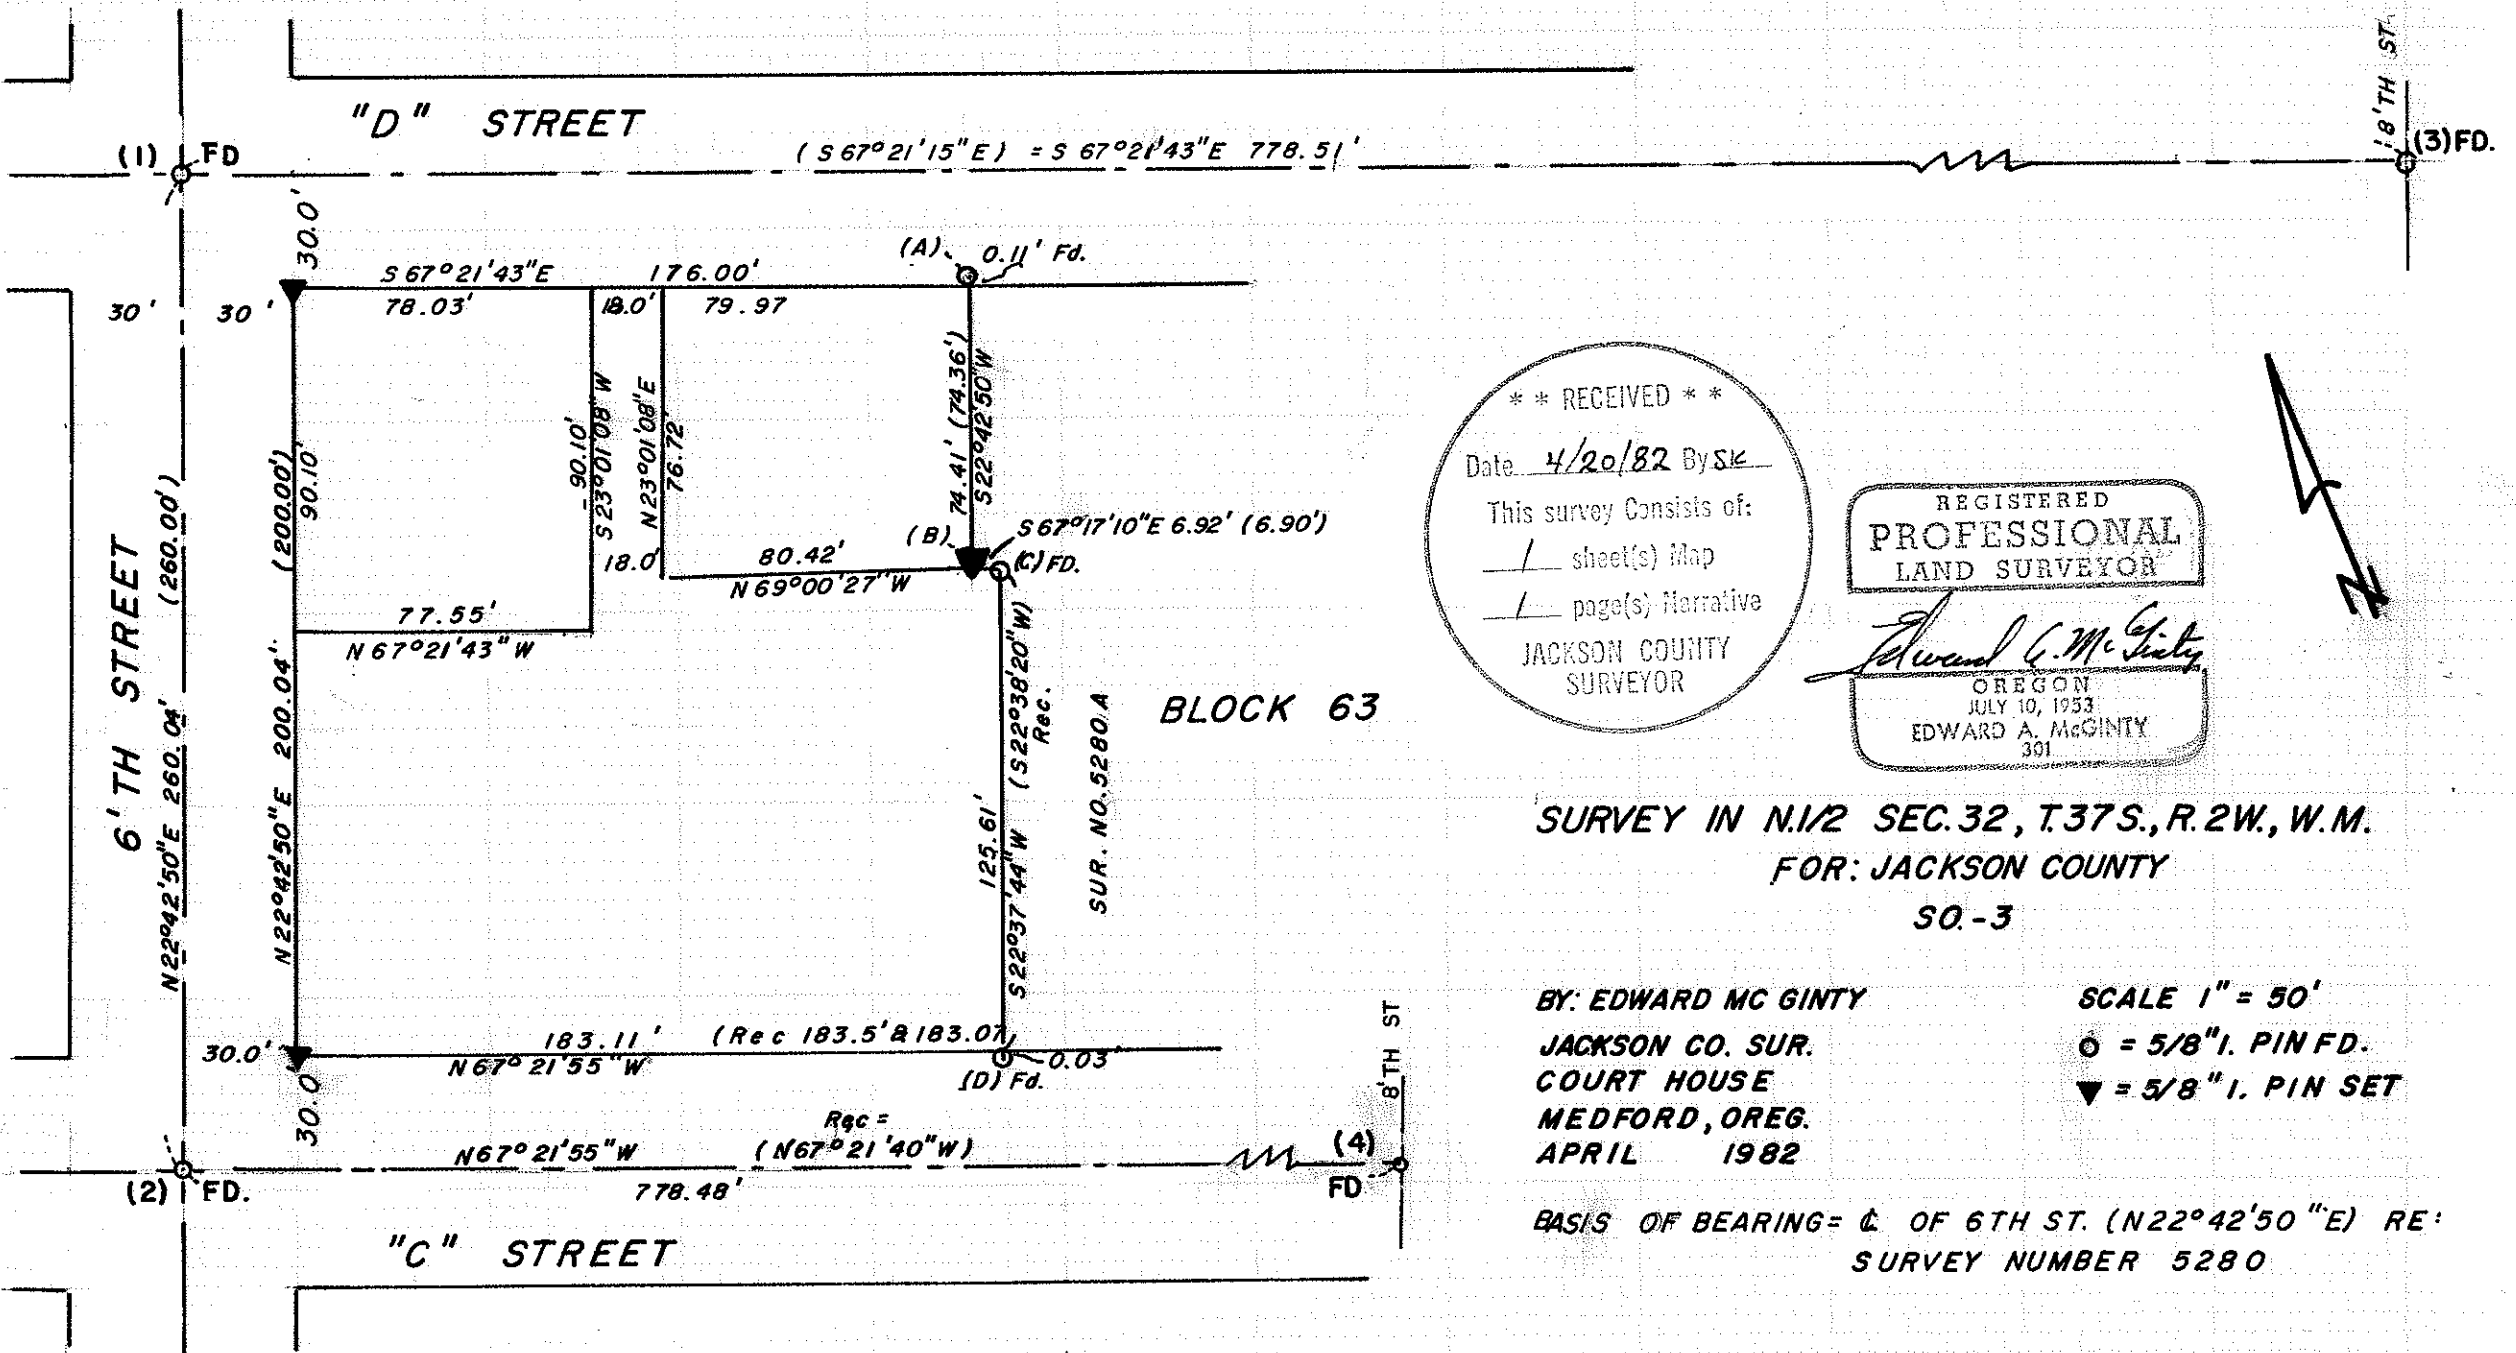 "D" STREET
(S 67°21'15"E) = S 67°21'43"E 778.51'
8'TH ST
(1) FD
(3) FD.
30.0'
(A) 0.11' Fd.
S 67°21'43"E 176.00'
30' 30' 78.03' 18.0' 79.97
(200.00')
90.10'
90.10'
S 23°01'08"W
N 23°01'08"E
76.72'
74.41' (74.36')
S 22°42'50"W
(B) S 67°17'10"E 6.92' (6.90')
(C) FD.
18.0'
80.42'
N 69°00'27"W
77.55'
N 67°21'43"W
6'TH STREET
N 22°42'50"E 260.04' (260.00')
N 22°42'50"E 200.04'
125.61'
S 22°37'44"W (S 22°38'20"W)
Rec.
SUR. NO. 5280 A
BLOCK 63
183.11' (Rec 183.5' & 183.07
N 67°21'55"W
30.0'
30.0
0.03'
(D) Fd.
8'TH ST
Rec =
N 67°21'55"W (N 67°21'40"W)
778.48'
(2) FD.
(4)
FD
"C" STREET
* * RECEIVED * *
Date 4/20/82 By SK
This survey Consists of:
1 sheet(s) Map
1 page(s) Narrative
JACKSON COUNTY
SURVEYOR
REGISTERED
PROFESSIONAL
LAND SURVEYOR
Edward A. McGinty
OREGON
JULY 10, 1953
EDWARD A. McGINTY
301
N
SURVEY IN N.1/2 SEC. 32, T.37 S., R. 2W., W.M.
FOR: JACKSON COUNTY
SO.-3
BY: EDWARD MC GINTY
JACKSON CO. SUR.
COURT HOUSE
MEDFORD, OREG.
APRIL 1982
SCALE 1" = 50'
= 5/8" I. PIN FD.
= 5/8" I. PIN SET
BASIS OF BEARING = ℄ OF 6TH ST. (N 22°42'50"E) RE:
SURVEY NUMBER 5280